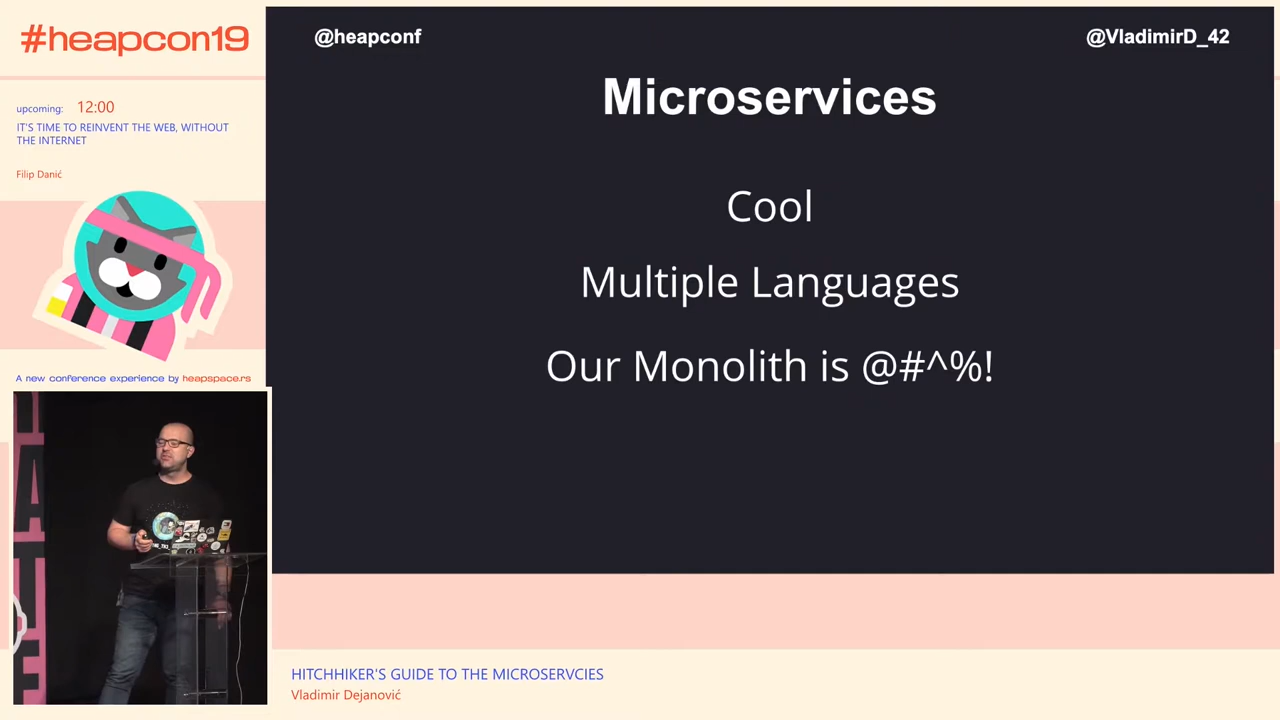 #heapcon19
upcoming: 12:00
IT'S TIME TO REINVENT THE WEB, WITHOUT
THE INTERNET
Filip Danić
A new conference experience by heapspace.rs
@heapconf
@VladimirD_42
Microservices
Cool
Multiple Languages
Our Monolith is @#^%!
HITCHHIKER'S GUIDE TO THE MICROSERVCIES
Vladimir Dejanović